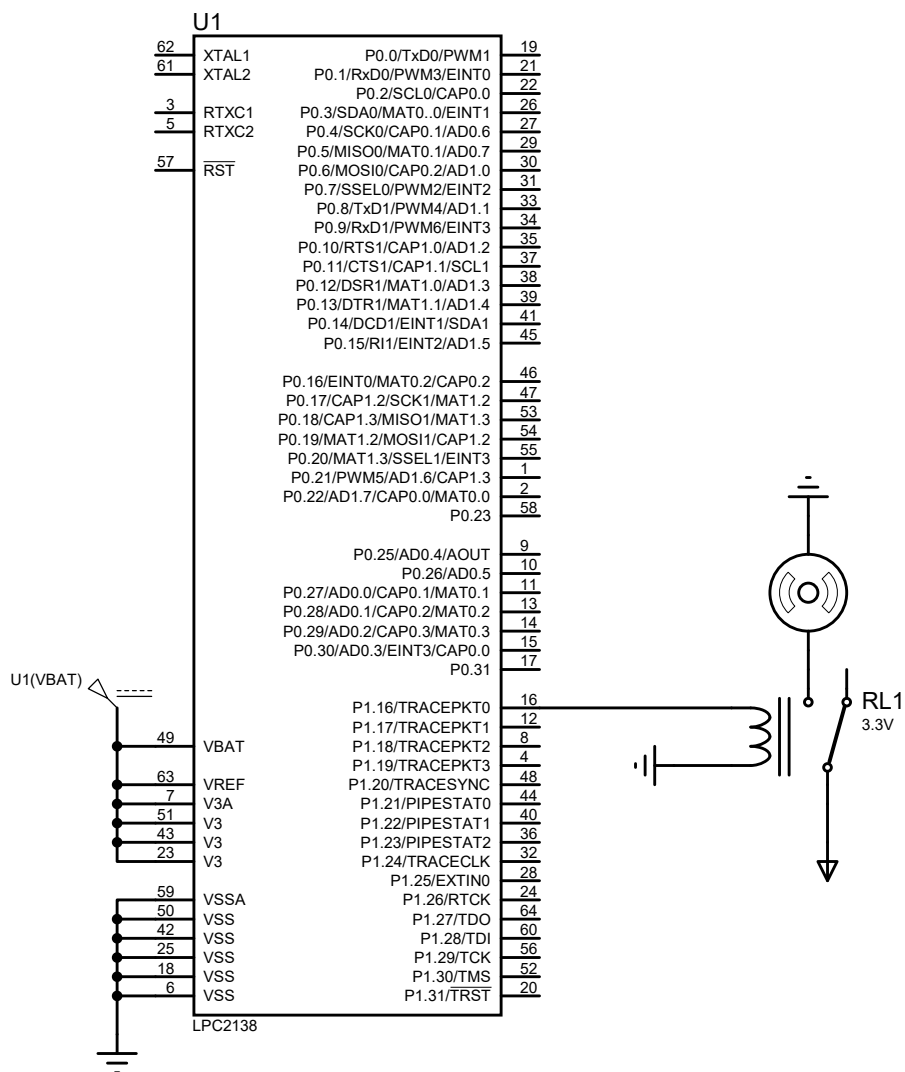 U1
62 XTAL1 P0.0/TxD0/PWM1 19
61 XTAL2 P0.1/RxD0/PWM3/EINT0 21
P0.2/SCL0/CAP0.0 22
3 RTXC1 P0.3/SDA0/MAT0..0/EINT1 26
5 RTXC2 P0.4/SCK0/CAP0.1/AD0.6 27
P0.5/MISO0/MAT0.1/AD0.7 29
57 RST P0.6/MOSI0/CAP0.2/AD1.0 30
P0.7/SSEL0/PWM2/EINT2 31
P0.8/TxD1/PWM4/AD1.1 33
P0.9/RxD1/PWM6/EINT3 34
P0.10/RTS1/CAP1.0/AD1.2 35
P0.11/CTS1/CAP1.1/SCL1 37
P0.12/DSR1/MAT1.0/AD1.3 38
P0.13/DTR1/MAT1.1/AD1.4 39
P0.14/DCD1/EINT1/SDA1 41
P0.15/RI1/EINT2/AD1.5 45
P0.16/EINT0/MAT0.2/CAP0.2 46
P0.17/CAP1.2/SCK1/MAT1.2 47
P0.18/CAP1.3/MISO1/MAT1.3 53
P0.19/MAT1.2/MOSI1/CAP1.2 54
P0.20/MAT1.3/SSEL1/EINT3 55
P0.21/PWM5/AD1.6/CAP1.3 1
P0.22/AD1.7/CAP0.0/MAT0.0 2
P0.23 58
P0.25/AD0.4/AOUT 9
P0.26/AD0.5 10
P0.27/AD0.0/CAP0.1/MAT0.1 11
P0.28/AD0.1/CAP0.2/MAT0.2 13
P0.29/AD0.2/CAP0.3/MAT0.3 14
P0.30/AD0.3/EINT3/CAP0.0 15
P0.31 17
U1(VBAT)
P1.16/TRACEPKT0 16
RL1
P1.17/TRACEPKT1 12
3.3V
49 VBAT P1.18/TRACEPKT2 8
P1.19/TRACEPKT3 4
63 VREF P1.20/TRACESYNC 48
7 V3A P1.21/PIPESTAT0 44
51 V3 P1.22/PIPESTAT1 40
43 V3 P1.23/PIPESTAT2 36
23 V3 P1.24/TRACECLK 32
P1.25/EXTIN0 28
59 VSSA P1.26/RTCK 24
50 VSS P1.27/TDO 64
42 VSS P1.28/TDI 60
25 VSS P1.29/TCK 56
18 VSS P1.30/TMS 52
6 VSS P1.31/TRST 20
LPC2138